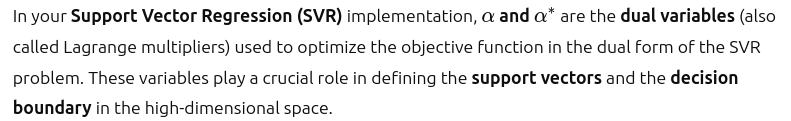 In your Support Vector Regression (SVR) implementation, α and α* are the dual variables (also
called Lagrange multipliers) used to optimize the objective function in the dual form of the SVR
problem. These variables play a crucial role in defining the support vectors and the decision
boundary in the high-dimensional space.